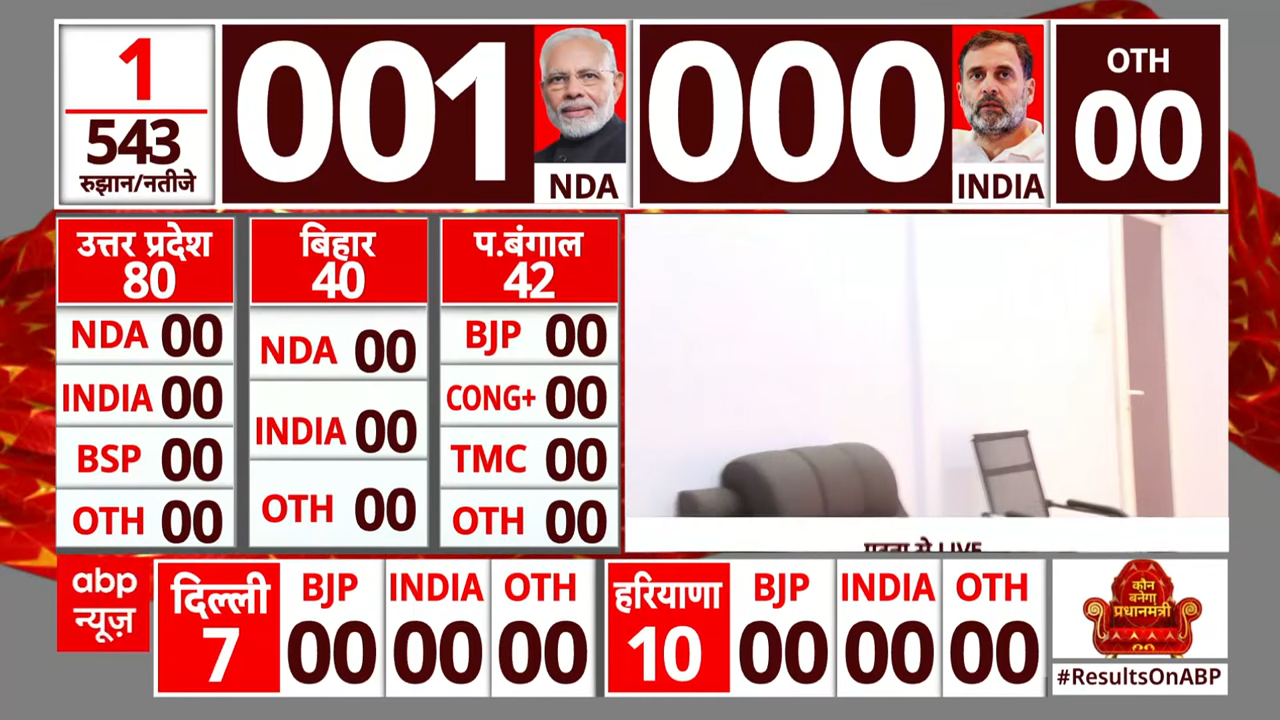 1
543
रुझान/नतीजे
001
NDA
000
INDIA
OTH
00
उत्तर प्रदेश
80
NDA 00
INDIA 00
BSP 00
OTH 00
बिहार
40
NDA 00
INDIA 00
OTH 00
प.बंगाल
42
BJP 00
CONG+ 00
TMC 00
OTH 00
LIVE
abp
न्यूज़
दिल्ली
7
BJP INDIA OTH
00 00 00
हरियाणा
10
BJP INDIA OTH
00 00 00
कौन
बनेगा
प्रधानमंत्री
#ResultsOnABP